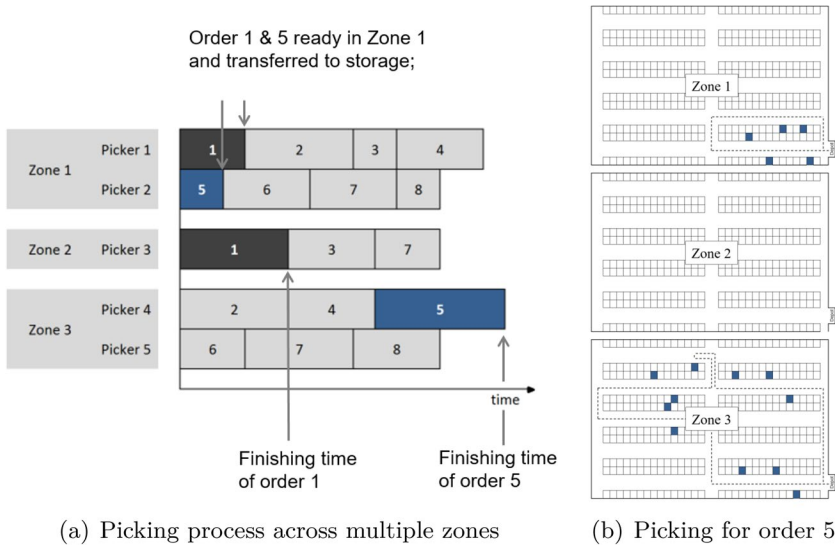 Order 1 & 5 ready in Zone 1
and transferred to storage;
Zone 1
Picker 1
1
2
3
4
Picker 2
5
6
7
8
Zone 2
Picker 3
1
3
7
Zone 3
Picker 4
2
4
5
Picker 5
6
7
8
time
Finishing time
of order 1
Finishing time
of order 5
(a) Picking process across multiple zones
Zone 1
Depot
Zone 2
Depot
Zone 3
Depot
(b) Picking for order 5